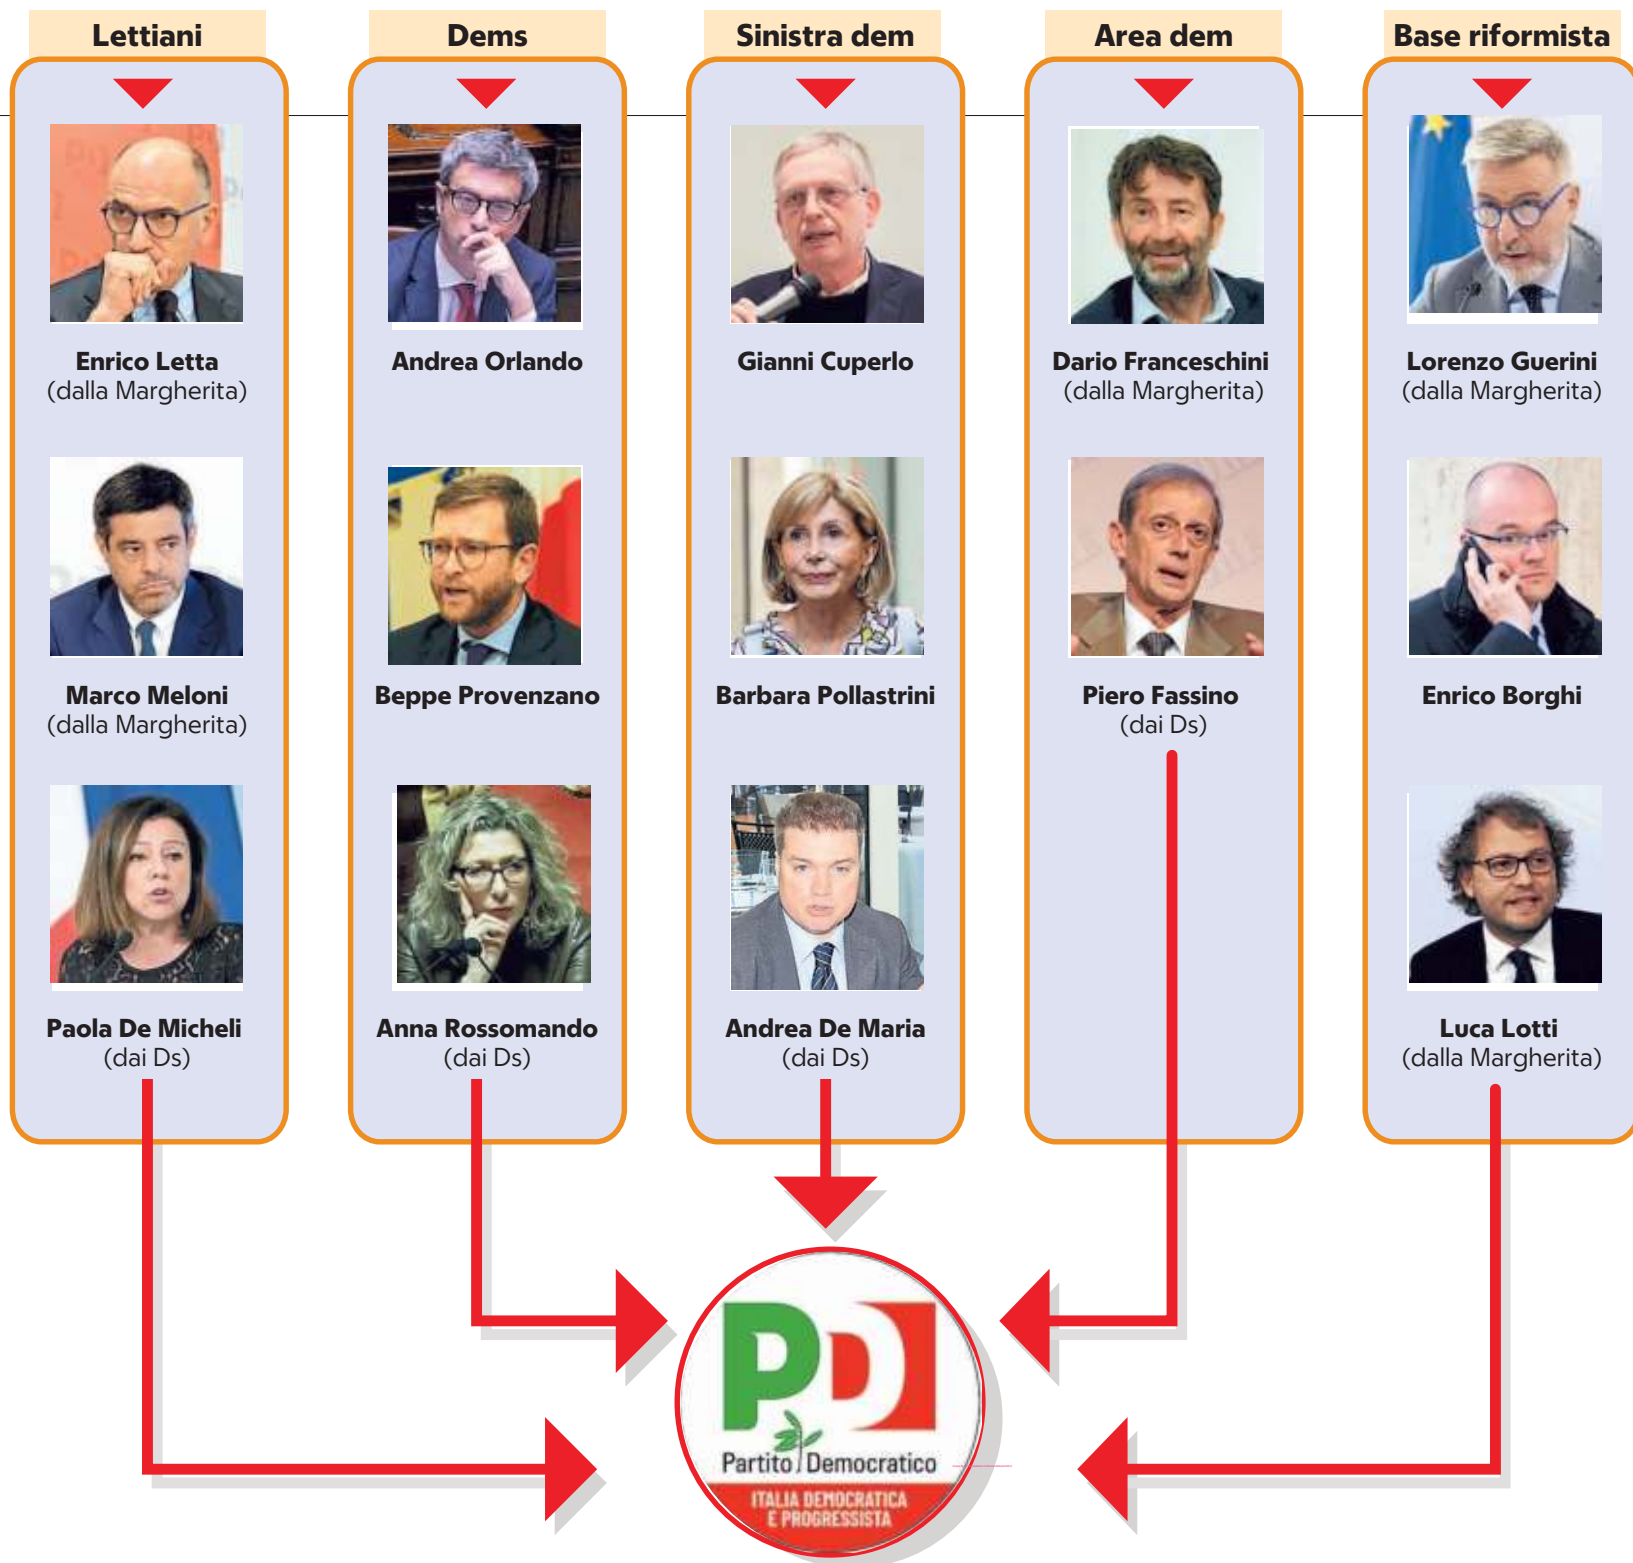 Lettiani
Dems
Sinistra dem
Area dem
Base riformista
Enrico Letta
(dalla Margherita)
Andrea Orlando
Gianni Cuperlo
Dario Franceschini
(dalla Margherita)
Lorenzo Guerini
(dalla Margherita)
Marco Meloni
(dalla Margherita)
Beppe Provenzano
Barbara Pollastrini
Piero Fassino
(dai Ds)
Enrico Borghi
Paola De Micheli
(dai Ds)
Anna Rossomando
(dai Ds)
Andrea De Maria
(dai Ds)
Luca Lotti
(dalla Margherita)
PD
Partito Democratico
ITALIA DEMOCRATICA
E PROGRESSISTA